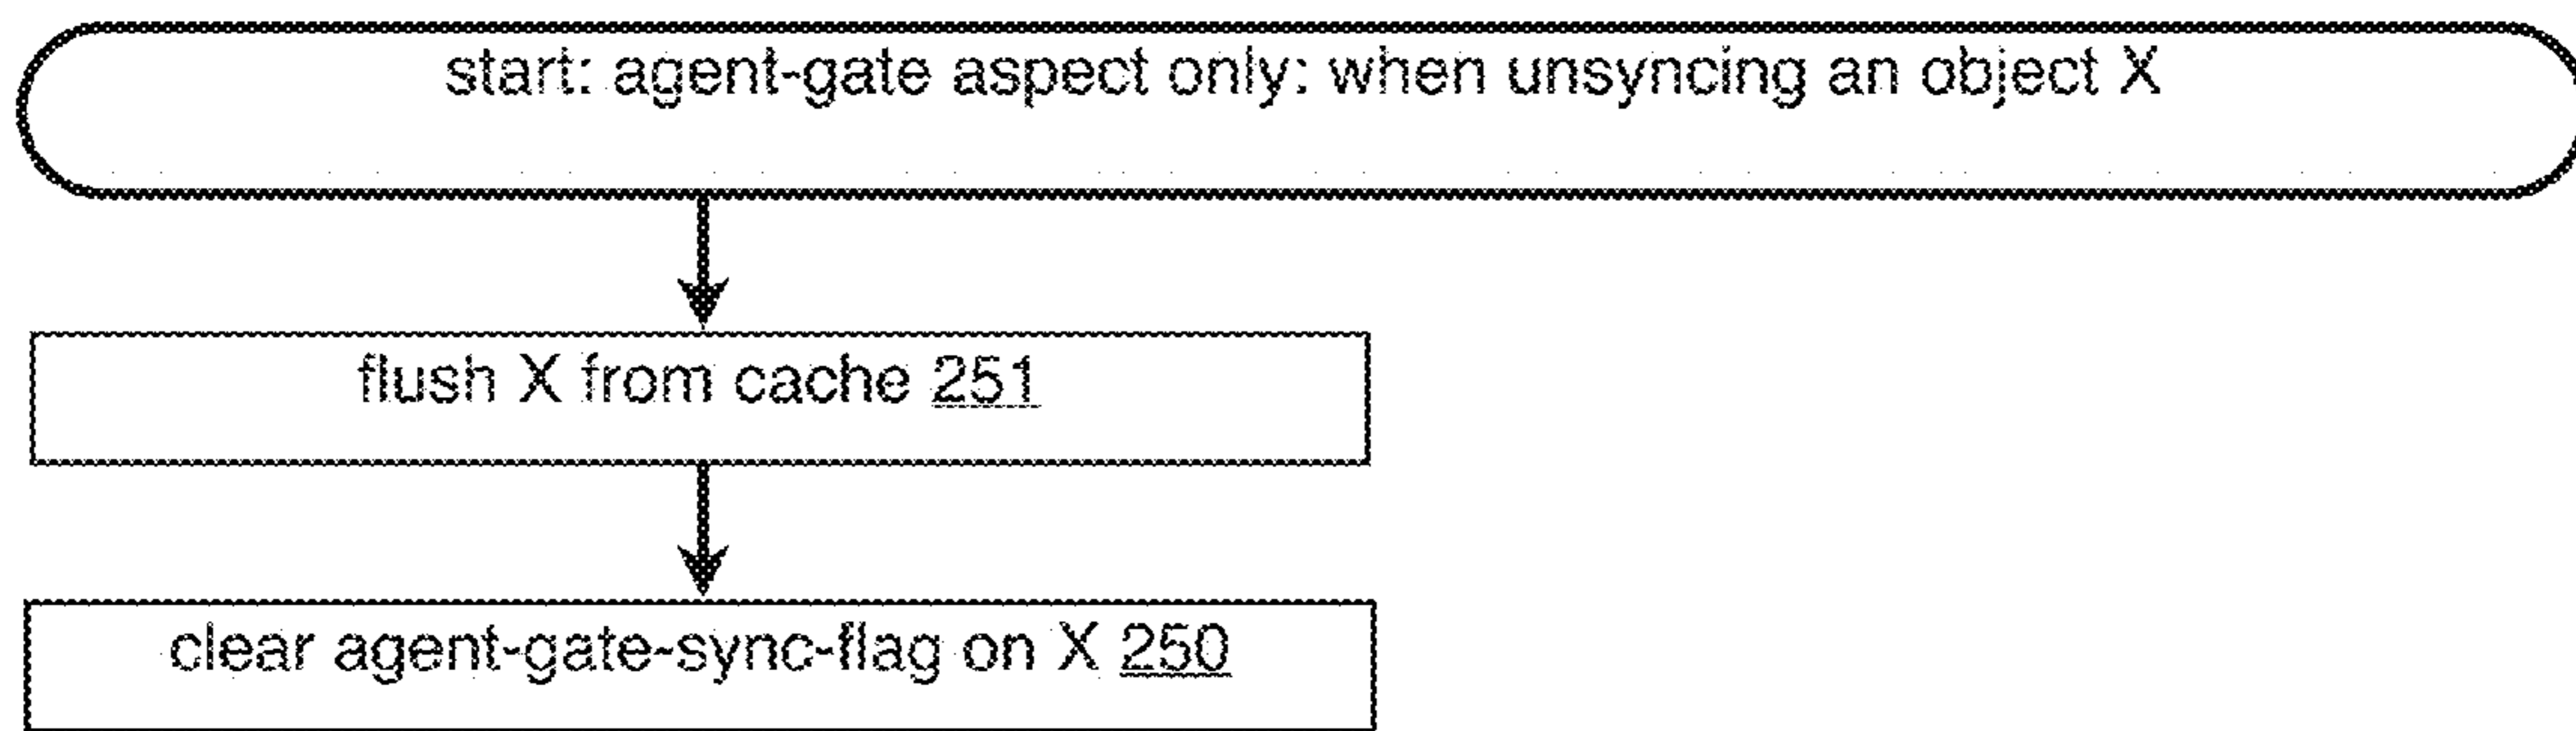 start: agent-gate aspect only: when unsyncing an object X
flush X from cache 251
clear agent-gate-sync-flag on X 250